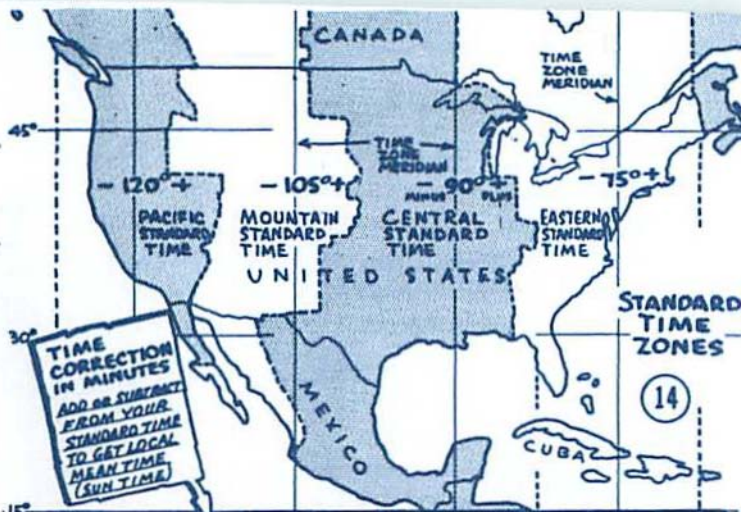 CANADA
TIME
ZONE
MERIDIAN
45°
TIME
ZONE
MERIDIAN
-120°+
-105°+
-90°+
MINUS PLUS
-75°+
PACIFIC
STANDARD
TIME
MOUNTAIN
STANDARD
TIME
CENTRAL
STANDARD
TIME
EASTERN
STANDARD
TIME
UNITED STATES
STANDARD
TIME
ZONES
30°
14
TIME
CORRECTION
IN MINUTES
ADD OR SUBTRACT
FROM YOUR
STANDARD TIME
TO GET LOCAL
MEAN TIME
(SUN TIME)
MEXICO
CUBA
15°